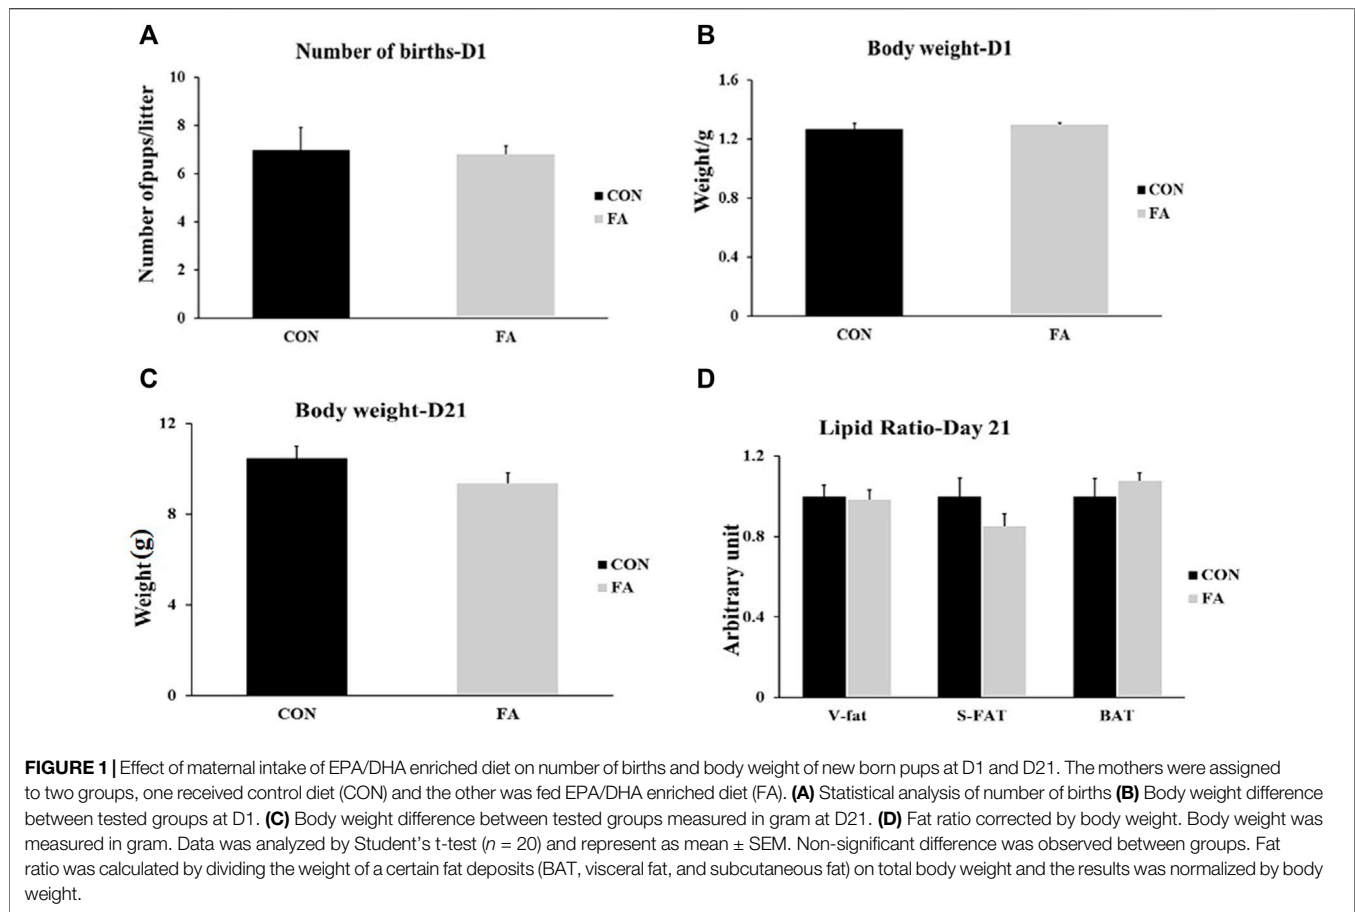 A
Number of births-D1
Number ofpups/litter
10
8
6
4
2
0
CON
FA
CON
FA
B
Body weight-D1
Weight/g
1.6
1.2
0.8
0.4
0
CON
FA
CON
FA
C
Body weight-D21
Weight(g)
12
8
4
0
CON
FA
CON
FA
D
Lipid Ratio-Day 21
Arbitrary unit
1.2
0.8
0.4
0
V-fat
S-FAT
BAT
CON
FA
FIGURE 1 | Effect of maternal intake of EPA/DHA enriched diet on number of births and body weight of new born pups at D1 and D21. The mothers were assigned
to two groups, one received control diet (CON) and the other was fed EPA/DHA enriched diet (FA). (A) Statistical analysis of number of births (B) Body weight difference
between tested groups at D1. (C) Body weight difference between tested groups measured in gram at D21. (D) Fat ratio corrected by body weight. Body weight was
measured in gram. Data was analyzed by Student's t-test (n = 20) and represent as mean ± SEM. Non-significant difference was observed between groups. Fat
ratio was calculated by dividing the weight of a certain fat deposits (BAT, visceral fat, and subcutaneous fat) on total body weight and the results was normalized by body
weight.